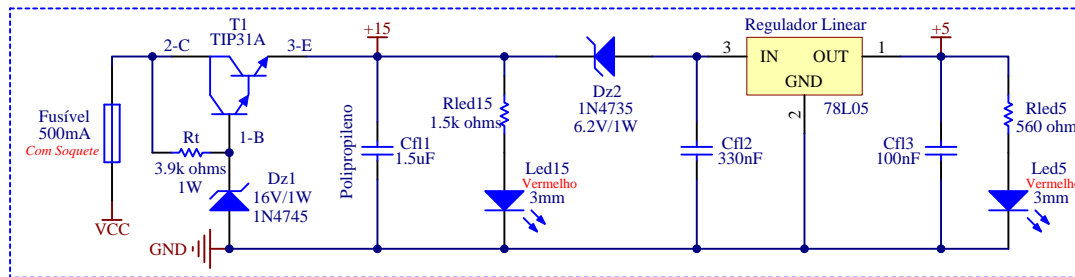 T1
TIP31A
2-C
3-E
Fusível
500mA
Com Soquete
VCC
Rt
3.9k ohms
1W
1-B
Dz1
16V/1W
1N4745
GND
+15
Polipropileno
Cfl1
1.5uF
Rled15
1.5k ohms
Led15
Vermelho
3mm
Dz2
1N4735
6.2V/1W
Cfl2
330nF
Regulador Linear
3
IN
OUT
1
GND
2
78L05
+5
Cfl3
100nF
Rled5
560 ohm
Led5
Vermelho
3mm